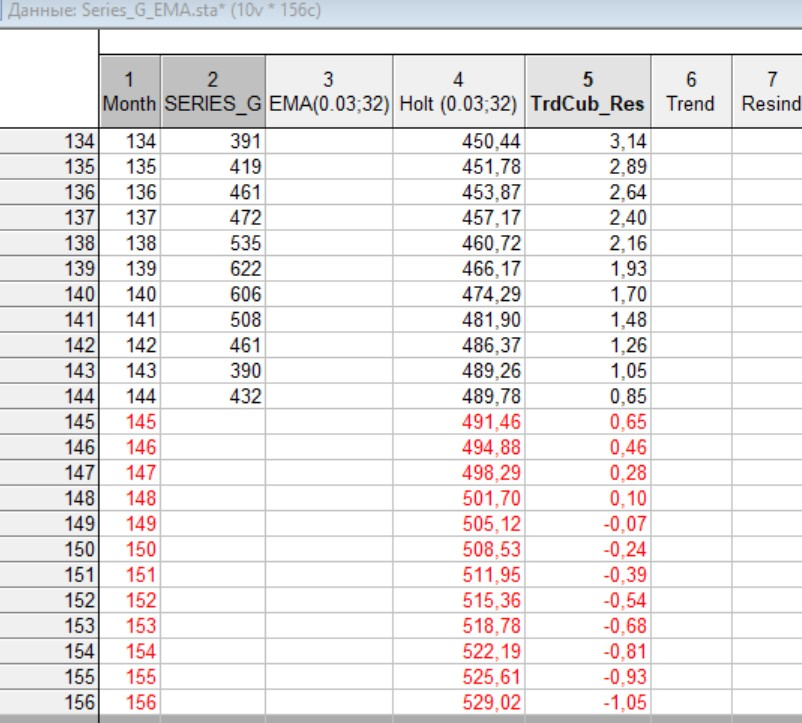 Данные: Series_G_EMA.sta* (10v * 156c)
1 2 3 4 5 6 7
Month SERIES_G EMA(0.03;32) Holt (0.03;32) TrdCub_Res Trend Resind
134 134 391 450,44 3,14
135 135 419 451,78 2,89
136 136 461 453,87 2,64
137 137 472 457,17 2,40
138 138 535 460,72 2,16
139 139 622 466,17 1,93
140 140 606 474,29 1,70
141 141 508 481,90 1,48
142 142 461 486,37 1,26
143 143 390 489,26 1,05
144 144 432 489,78 0,85
145 145 491,46 0,65
146 146 494,88 0,46
147 147 498,29 0,28
148 148 501,70 0,10
149 149 505,12 -0,07
150 150 508,53 -0,24
151 151 511,95 -0,39
152 152 515,36 -0,54
153 153 518,78 -0,68
154 154 522,19 -0,81
155 155 525,61 -0,93
156 156 529,02 -1,05